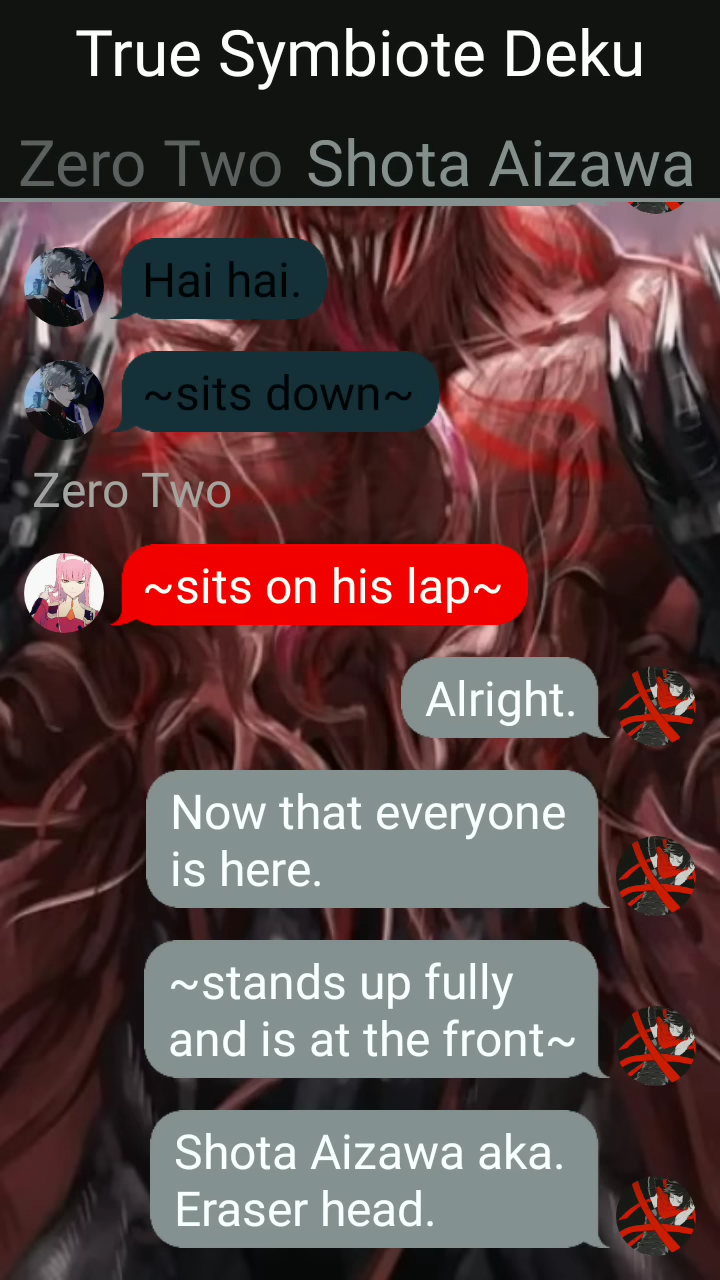 True Symbiote Deku
Zero Two Shota Aizawa
Hai hai.
~sits down~
Zero Two
~sits on his lap~
Alright.
Now that everyone
is here.
~stands up fully
and is at the front~
Shota Aizawa aka.
Eraser head.